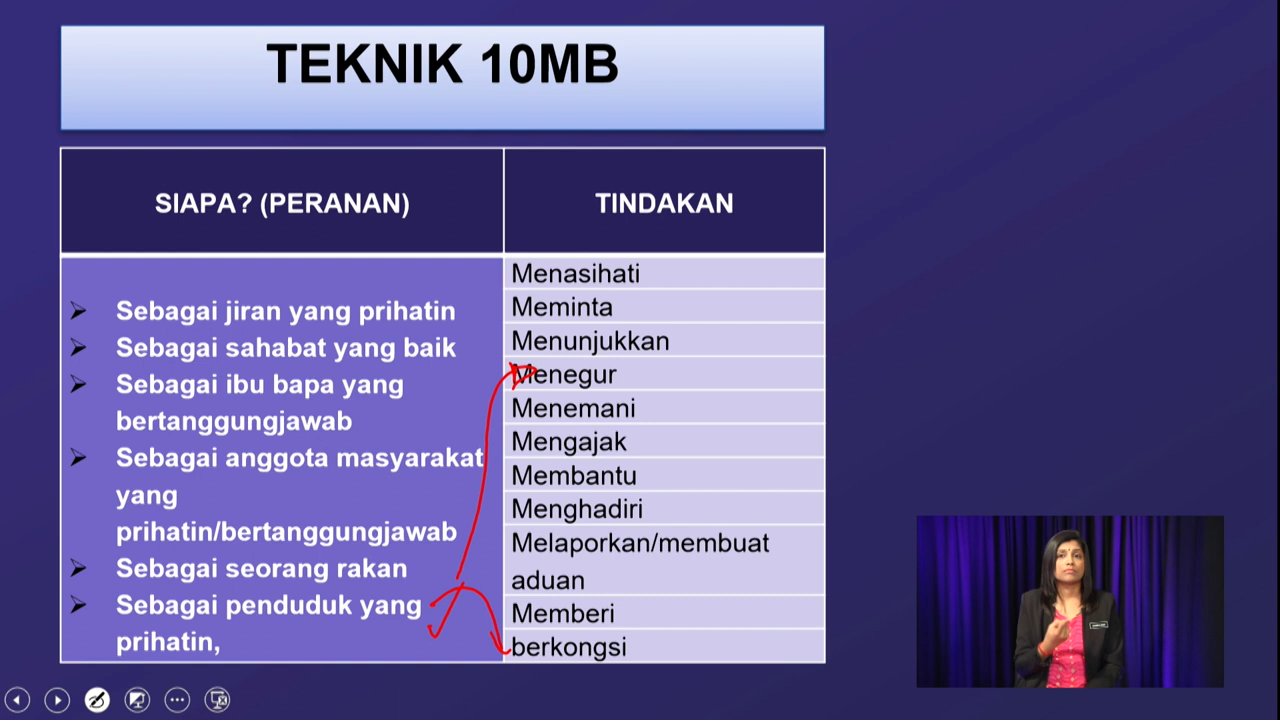 TEKNIK 10MB
SIAPA? (PERANAN)
TINDAKAN
Sebagai jiran yang prihatin
Sebagai sahabat yang baik
Sebagai ibu bapa yang
bertanggungjawab
Sebagai anggota masyarakat
yang
prihatin/bertanggungjawab
Sebagai seorang rakan
Sebagai penduduk yang
prihatin,
Menasihati
Meminta
Menunjukkan
Menegur
Menemani
Mengajak
Membantu
Menghadiri
Melaporkan/membuat
aduan
Memberi
berkongsi